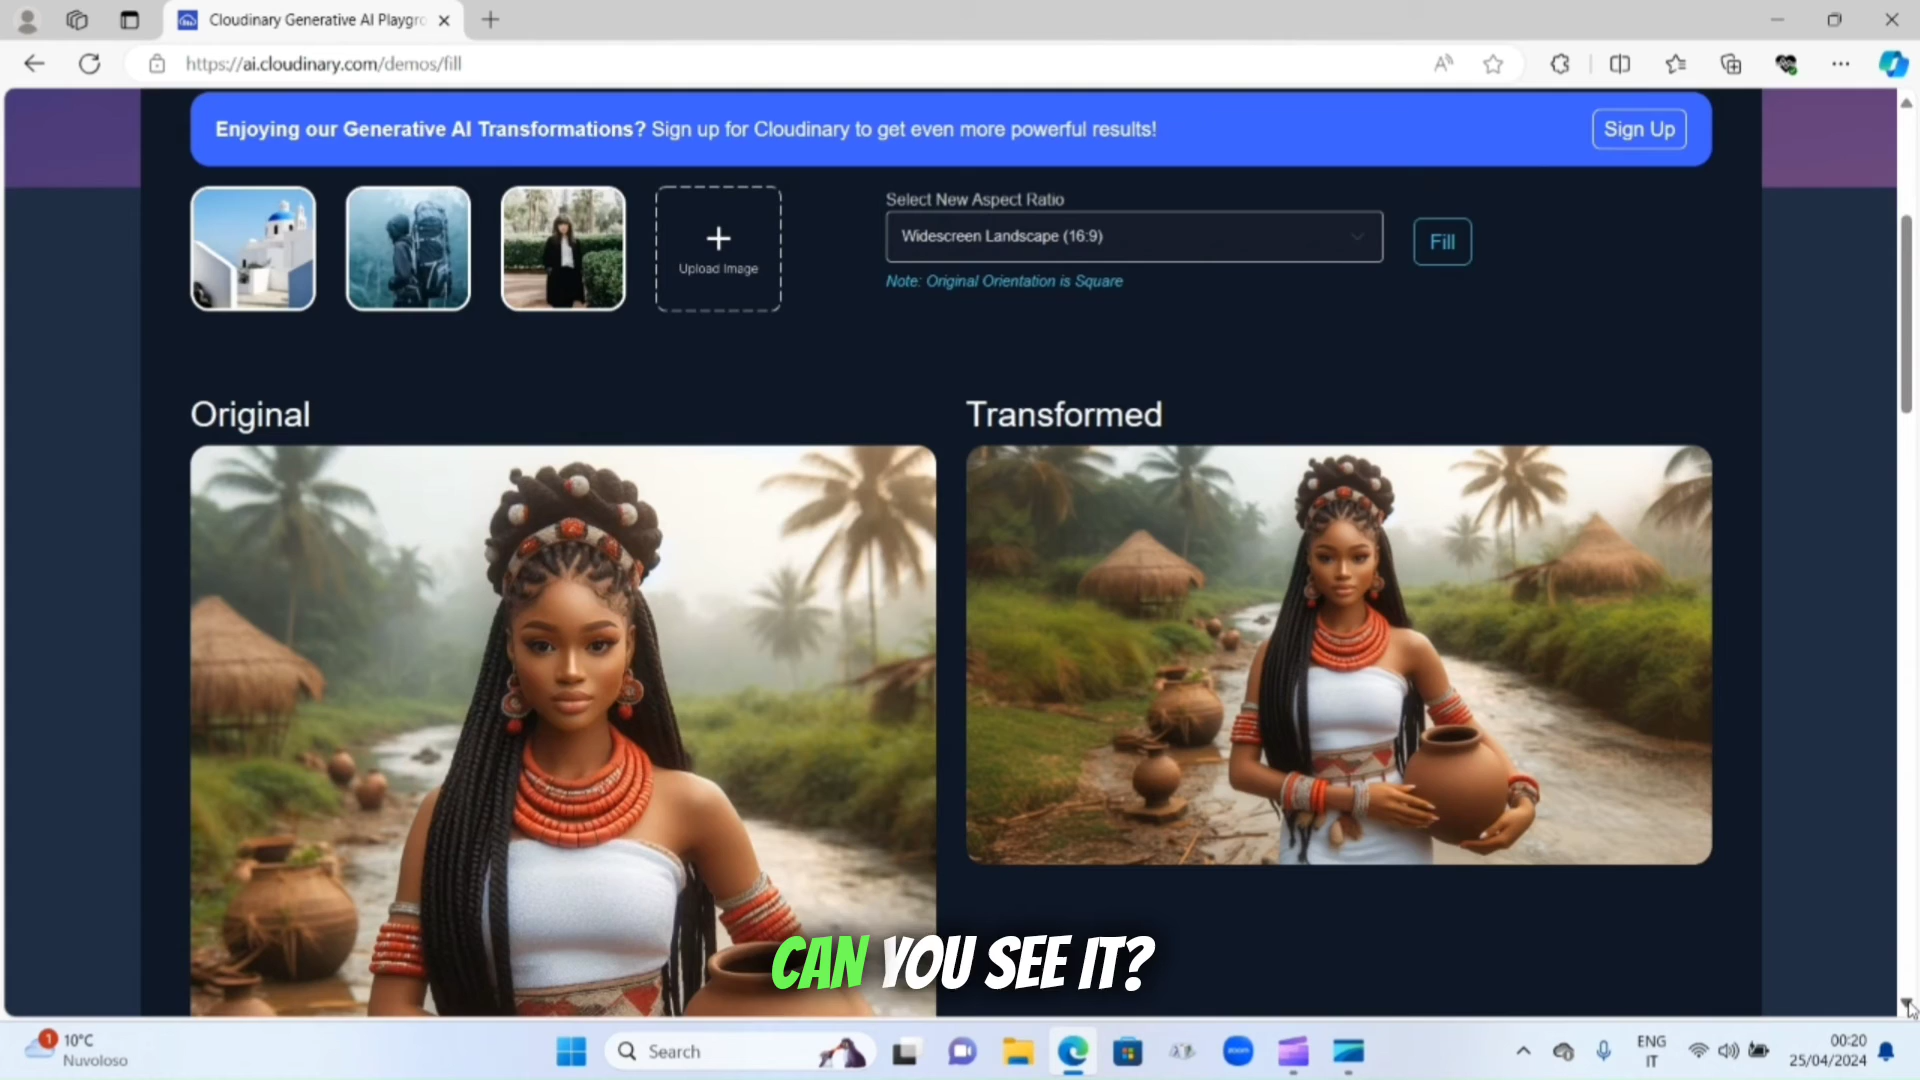 Cloudinary Generative AI Playgro
https://ai.cloudinary.com/demos/fill
Enjoying our Generative AI Transformations? Sign up for Cloudinary to get even more powerful results!
Sign Up
Select New Aspect Ratio
Widescreen Landscape (16:9)
Fill
Upload Image
Note: Original Orientation is Square
Original
Transformed
CAN YOU SEE IT?
1
10°C
Nuvoloso
Search
zoom
ENG
IT
00:20
25/04/2024